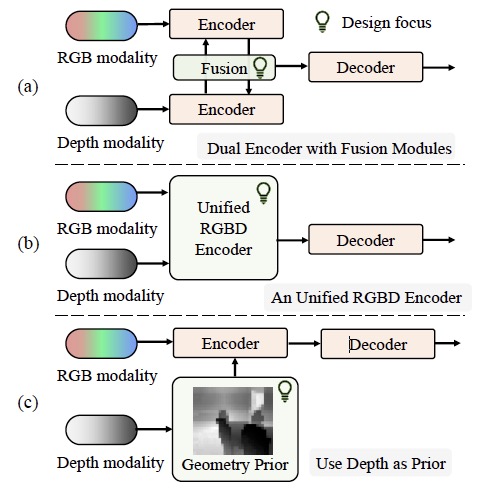 Design focus
RGB modality
Encoder
(a)
Fusion
Decoder
Encoder
Depth modality
Dual Encoder with Fusion Modules
RGB modality
Unified
RGBD
Encoder
(b)
Decoder
Depth modality
An Unified RGBD Encoder
RGB modality
Encoder
Decoder
(c)
Depth modality
Geometry Prior
Use Depth as Prior